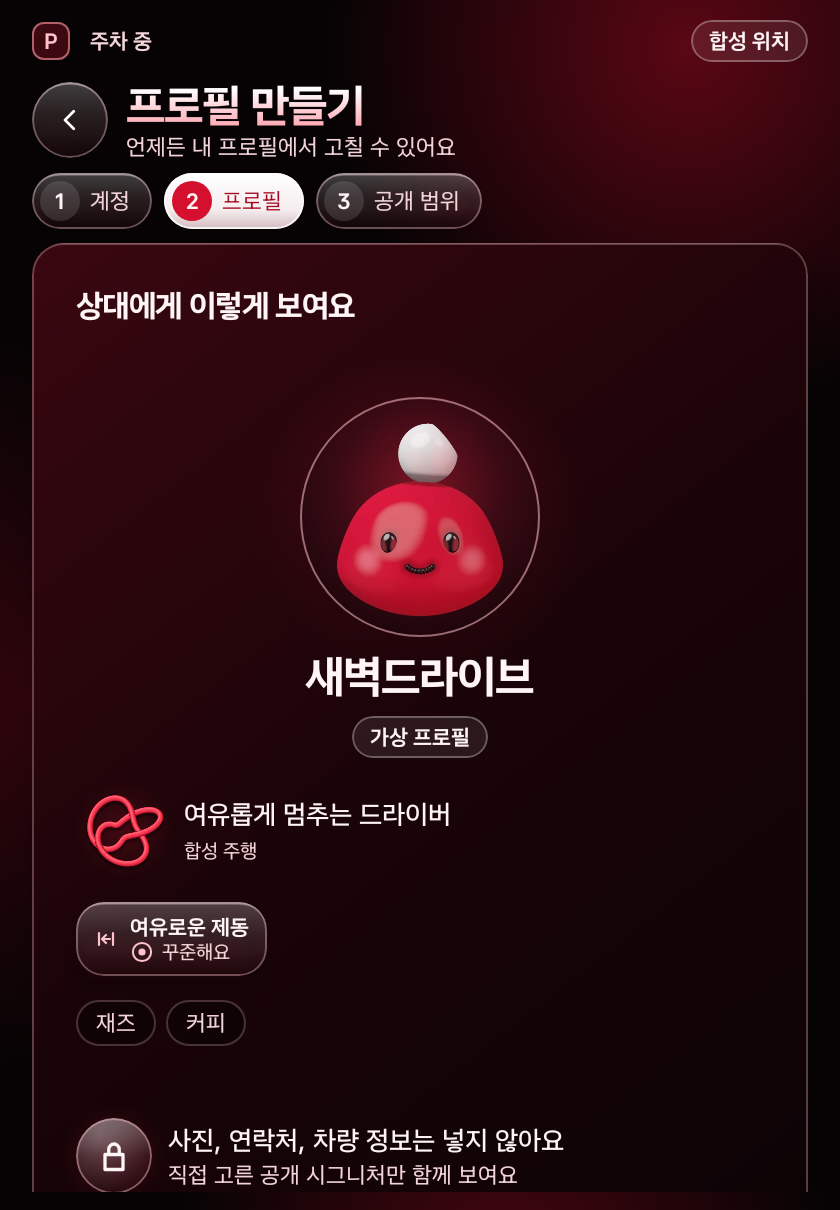 P 주차 중 합성 위치
프로필 만들기
언제든 내 프로필에서 고칠 수 있어요
1 계정 2 프로필 3 공개 범위
상대에게 이렇게 보여요
새벽드라이브
가상 프로필
여유롭게 멈추는 드라이버
합성 주행
여유로운 제동
꾸준해요
재즈 커피
사진, 연락처, 차량 정보는 넣지 않아요
직접 고른 공개 시그니처만 함께 보여요